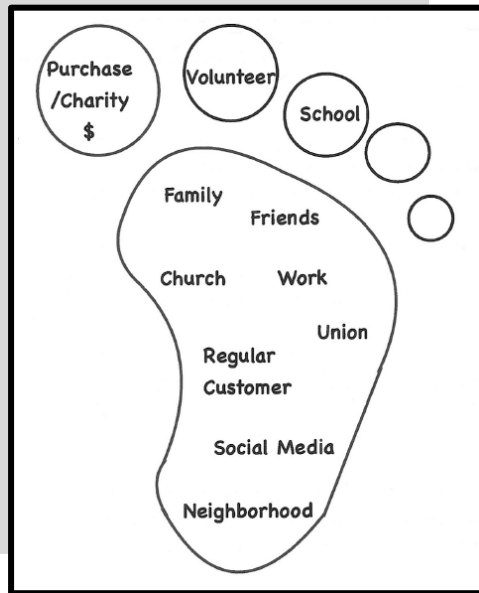 Purchase
/Charity
$
Volunteer
School
Family
Friends
Church
Work
Union
Regular
Customer
Social Media
Neighborhood